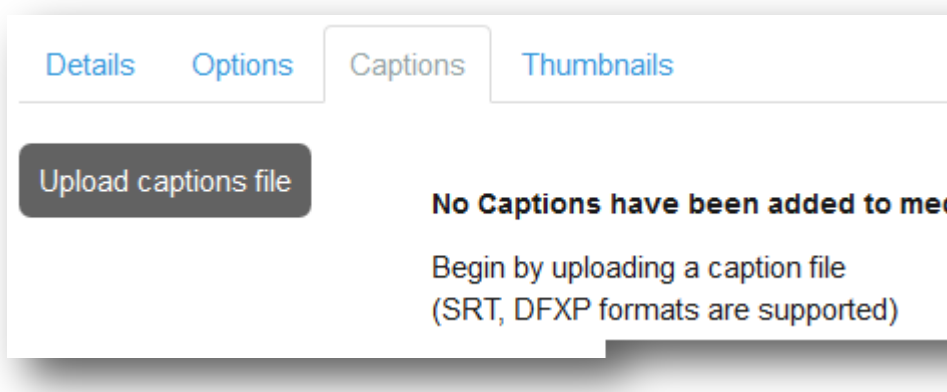 Details Options Captions Thumbnails
Upload captions file
No Captions have been added to
Begin by uploading a caption file
(SRT, DFXP formats are supported)